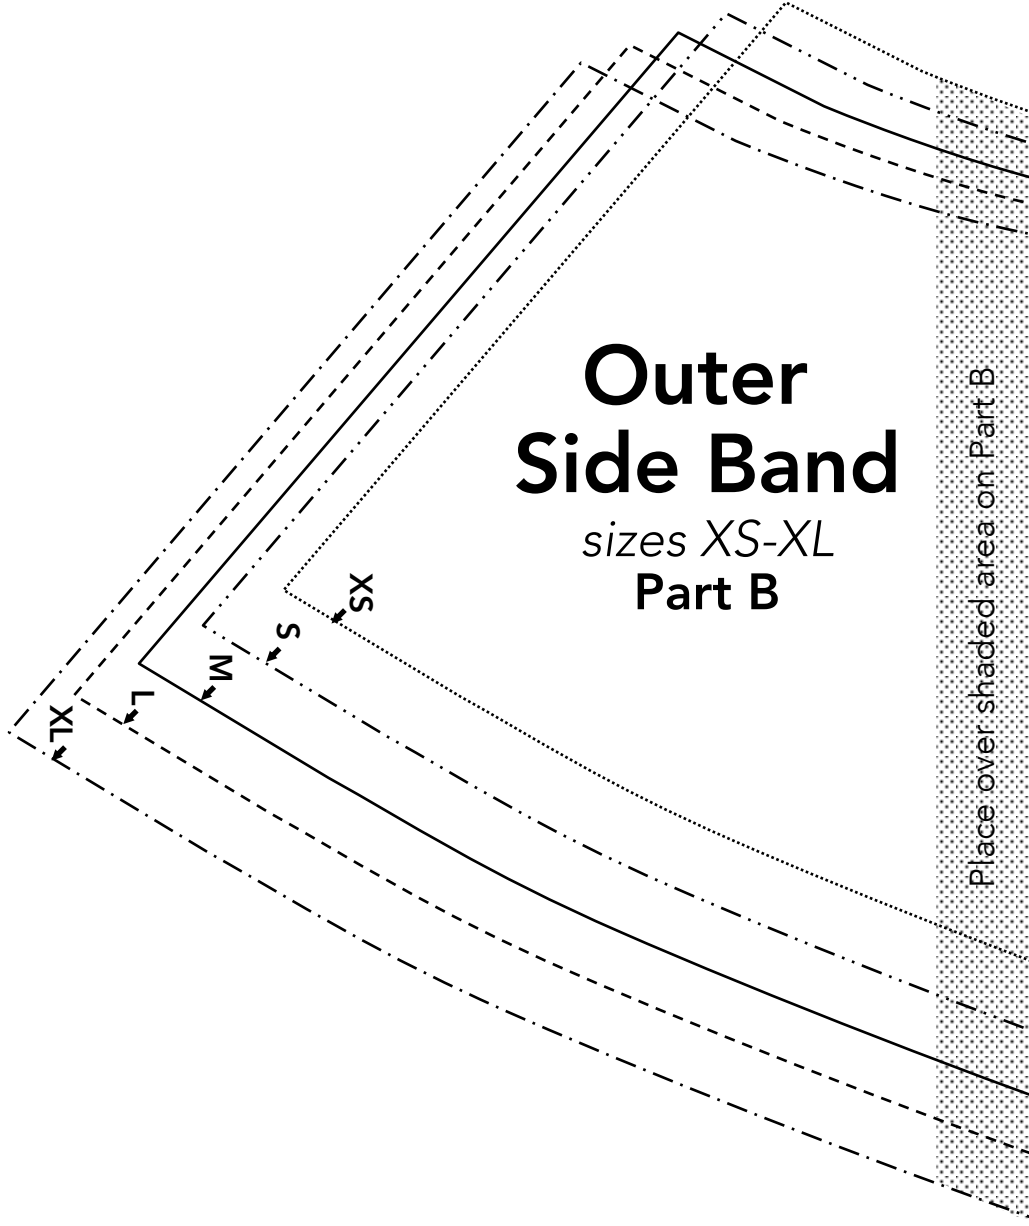 Outer
Side Band
sizes XS-XL
Part B
Place over shaded area on Part B
XS
S
M
L
XL